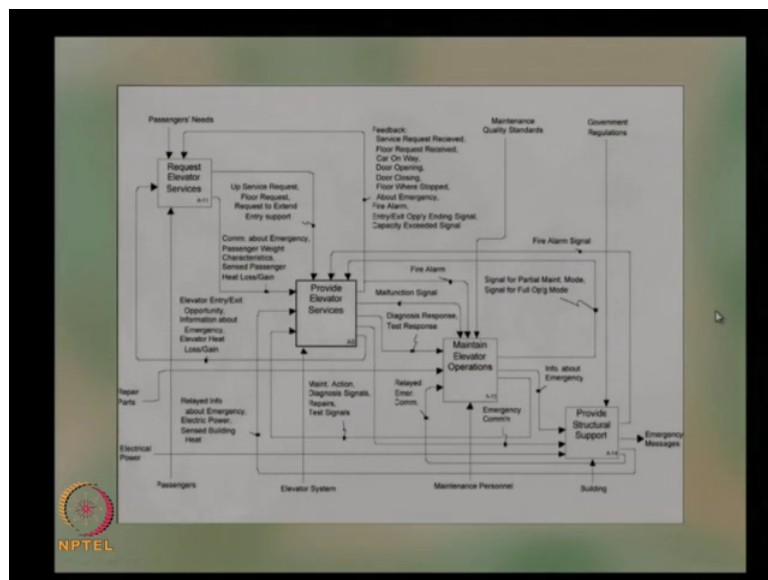 Passengers' Needs
Request
Elevator
Services
A-11
Up Service Request,
Floor Request,
Request to Extend
Entry support
Feedback:
Service Request Recieved,
Floor Request Received,
Car On Way,
Door Opening,
Door Closing,
Floor Where Stopped,
About Emergency,
Fire Alarm,
Entry/Exit Opp'y Ending Signal,
Capacity Exceeded Signal
Maintenance
Quality Standards
Government
Regulations
Comm. about Emergency,
Passenger Weight
Characteristics,
Sensed Passenger
Heat Loss/Gain
Fire Alarm Signal
Provide
Elevator
Services
A-0
Fire Alarm
Malfunction Signal
Signal for Partial Maint. Mode,
Signal for Full Op'g Mode
Elevator Entry/Exit
Opportunity,
Information about
Emergency,
Elevator Heat
Loss/Gain
Diagnosis Response,
Test Response
Maintain
Elevator
Operations
Info. about
Emergency
Repair
Parts
Relayed Info
about Emergency,
Electric Power,
Sensed Building
Heat
Maint. Action,
Diagnosis Signals,
Repairs,
Test Signals
Relayed
Emer.
Comm.
Emergency
Comm'n
Provide
Structural
Support
A-14
Emergency
Messages
Electrical
Power
Passengers
Elevator System
Maintenance Personnel
Building
NPTEL